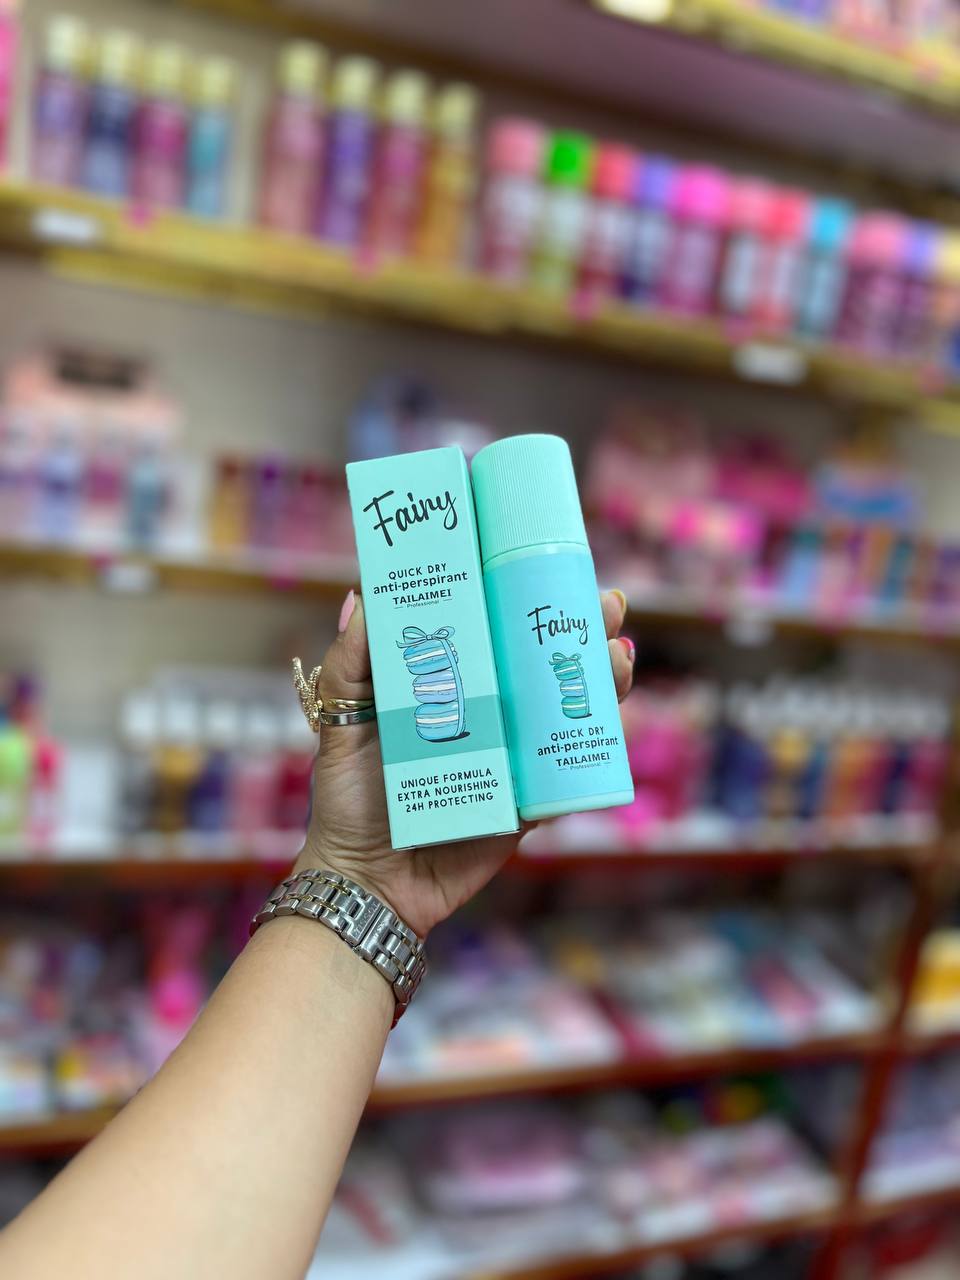 Fairy
QUICK DRY
anti-perspirant
TAILAIMEI
Professional
UNIQUE FORMULA
EXTRA NOURISHING
24H PROTECTING
Fairy
QUICK DRY
anti-perspirant
TAILAIMEI
Professional